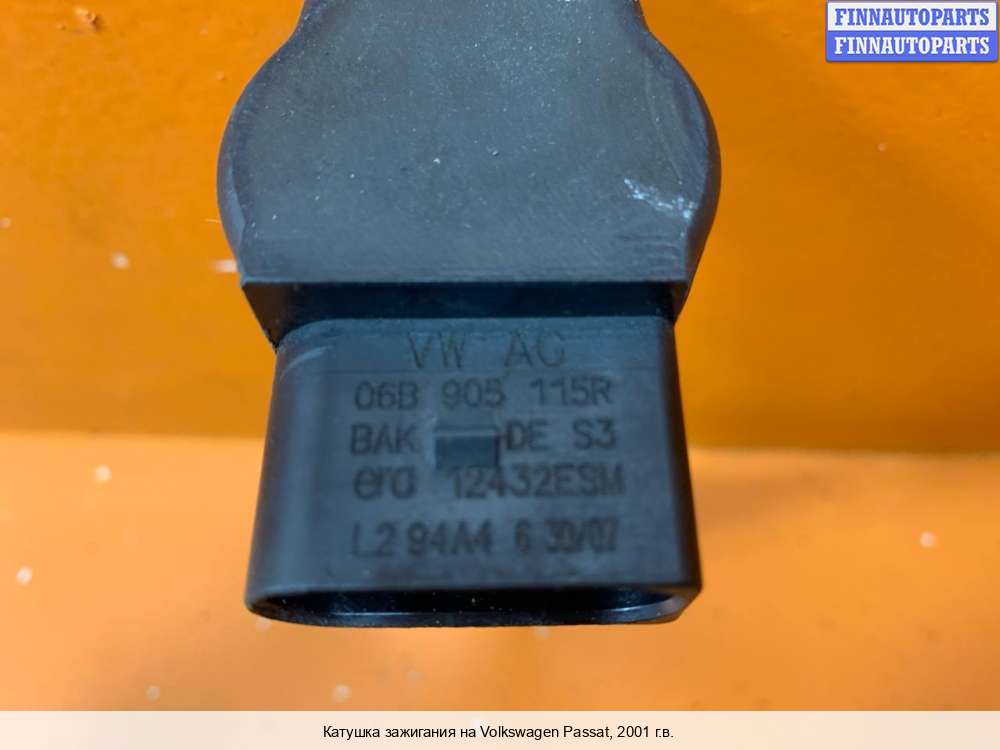 FINNAUTOPARTS
FINNAUTOPARTS
VW AG
06B 905 115R
BAK DE S3
ero 12432ESM
L2 94A4 6 30/07
Катушка зажигания на Volkswagen Passat, 2001 г.в.